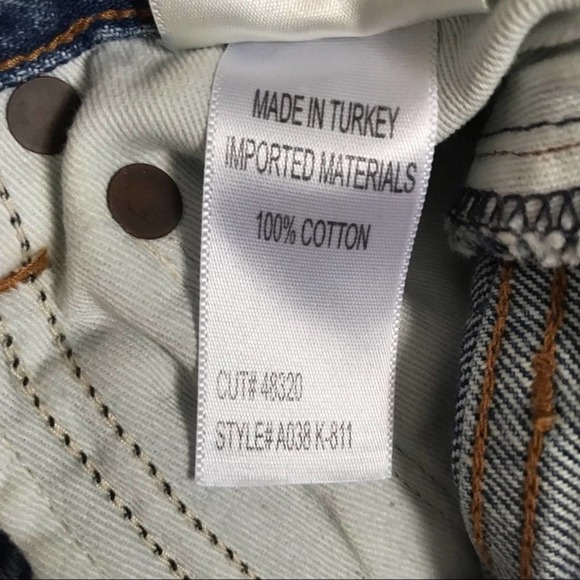 MADE IN TURKEY
IMPORTED MATERIALS
100% COTTON
CUT# 48320
STYLE# A038 K-811